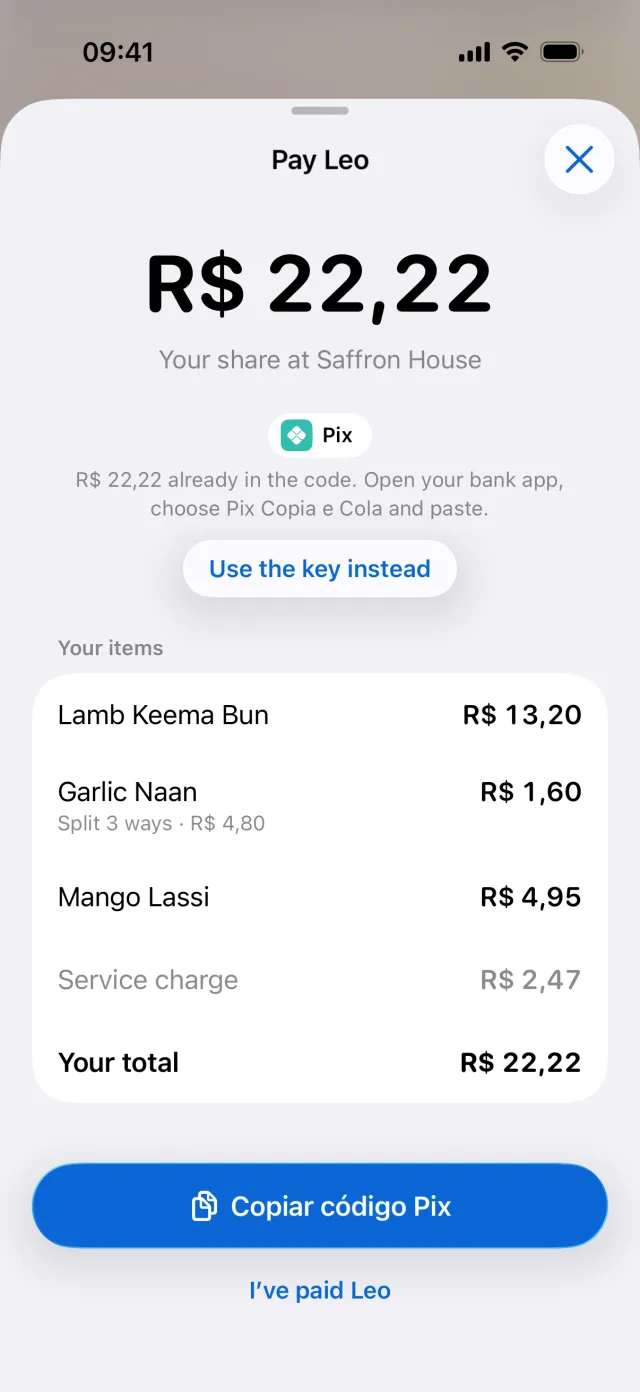 09:41
Pay Leo
R$ 22,22
Your share at Saffron House
Pix
R$ 22,22 already in the code. Open your bank app,
choose Pix Copia e Cola and paste.
Use the key instead
Your items
Lamb Keema Bun R$ 13,20
Garlic Naan R$ 1,60
Split 3 ways · R$ 4,80
Mango Lassi R$ 4,95
Service charge R$ 2,47
Your total R$ 22,22
Copiar código Pix
I’ve paid Leo